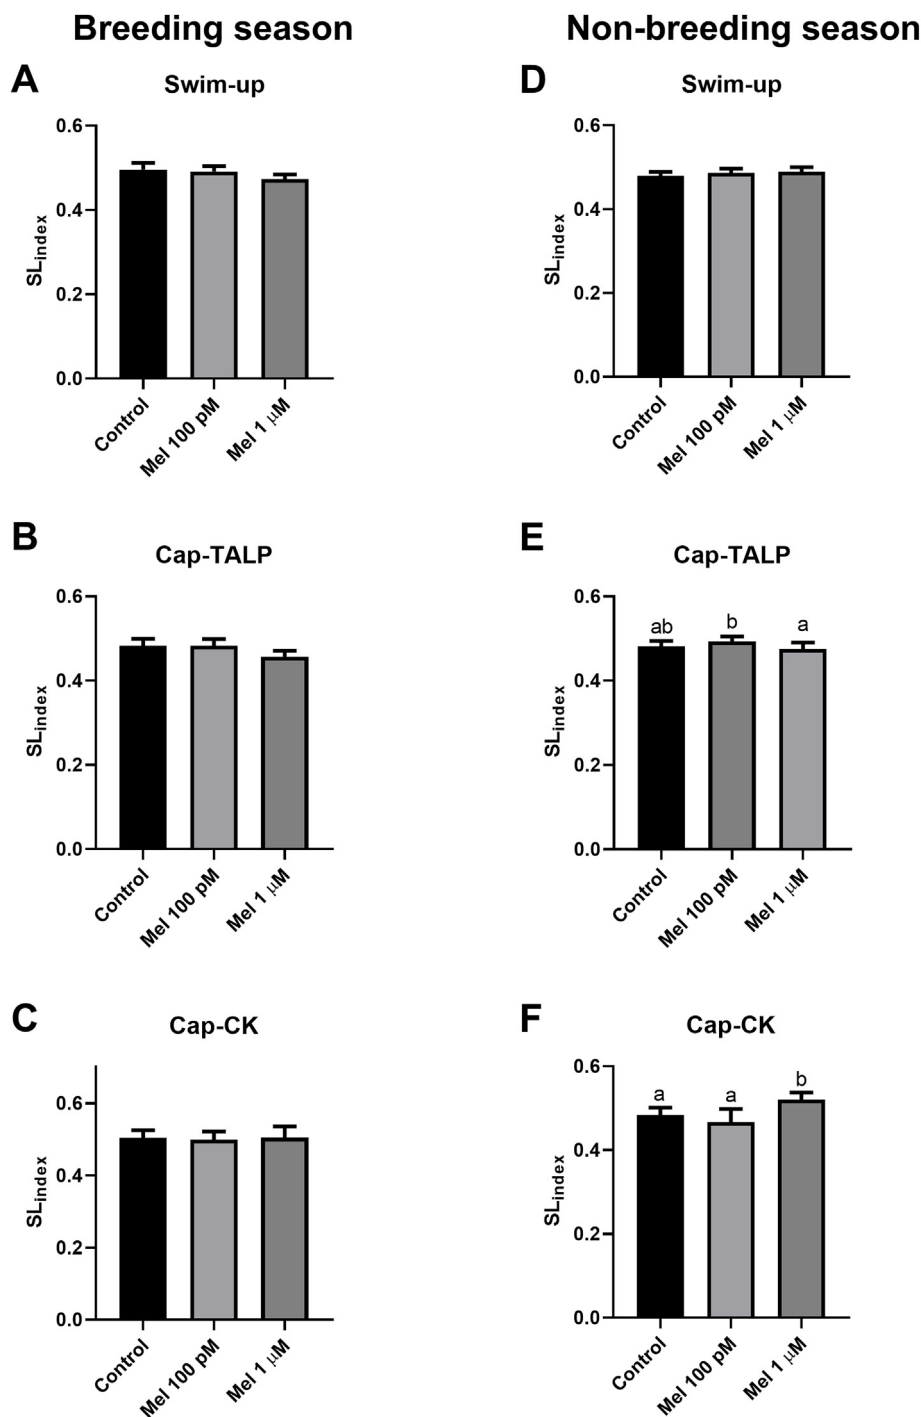 Breeding season
Non-breeding season
A
Swim-up
0.6
0.4
0.2
0.0
SLindex
Control
Mel 100 pM
Mel 1 μM
D
Swim-up
0.6
0.4
0.2
0.0
SLindex
Control
Mel 100 pM
Mel 1 μM
B
Cap-TALP
0.6
0.4
0.2
0.0
SLindex
Control
Mel 100 pM
Mel 1 μM
E
Cap-TALP
0.6
0.4
0.2
0.0
SLindex
ab
b
a
Control
Mel 100 pM
Mel 1 μM
C
Cap-CK
0.6
0.4
0.2
0.0
SLindex
Control
Mel 100 pM
Mel 1 μM
F
Cap-CK
0.6
0.4
0.2
0.0
SLindex
a
a
b
Control
Mel 100 pM
Mel 1 μM